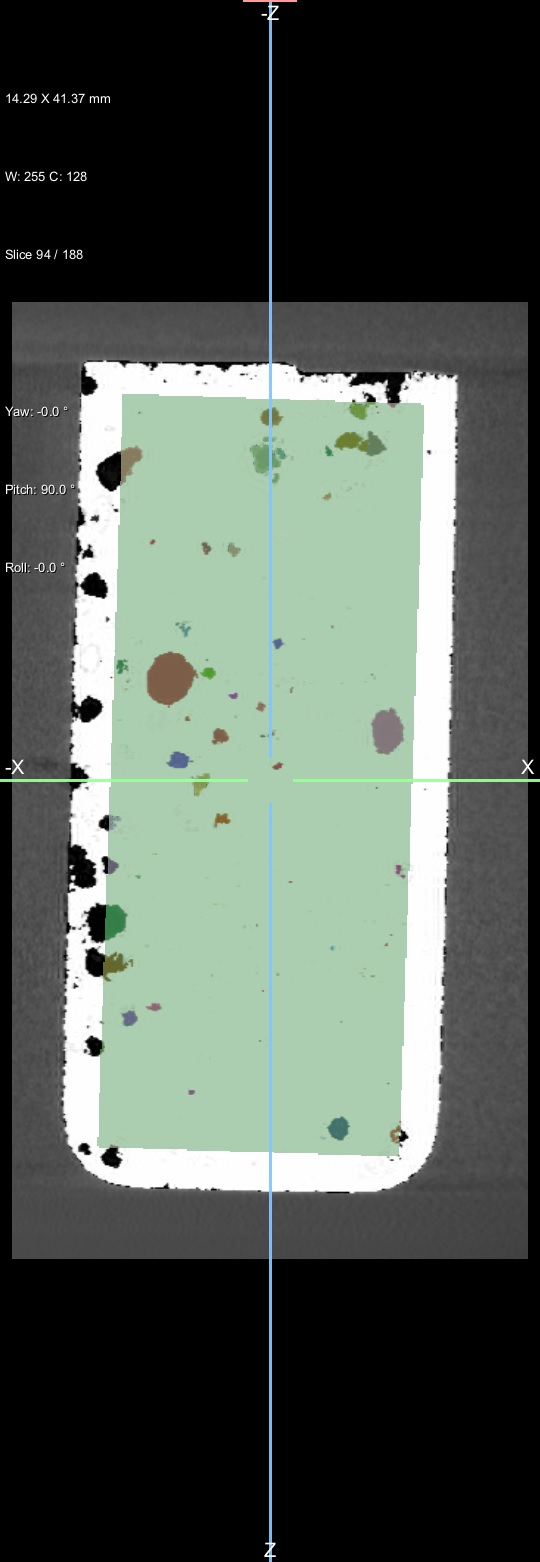 -Z
14.29 X 41.37 mm
W: 255 C: 128
Slice 94 / 188
Yaw: -0.0 °
Pitch: 90.0 °
Roll: -0.0 °
-X
X
Z